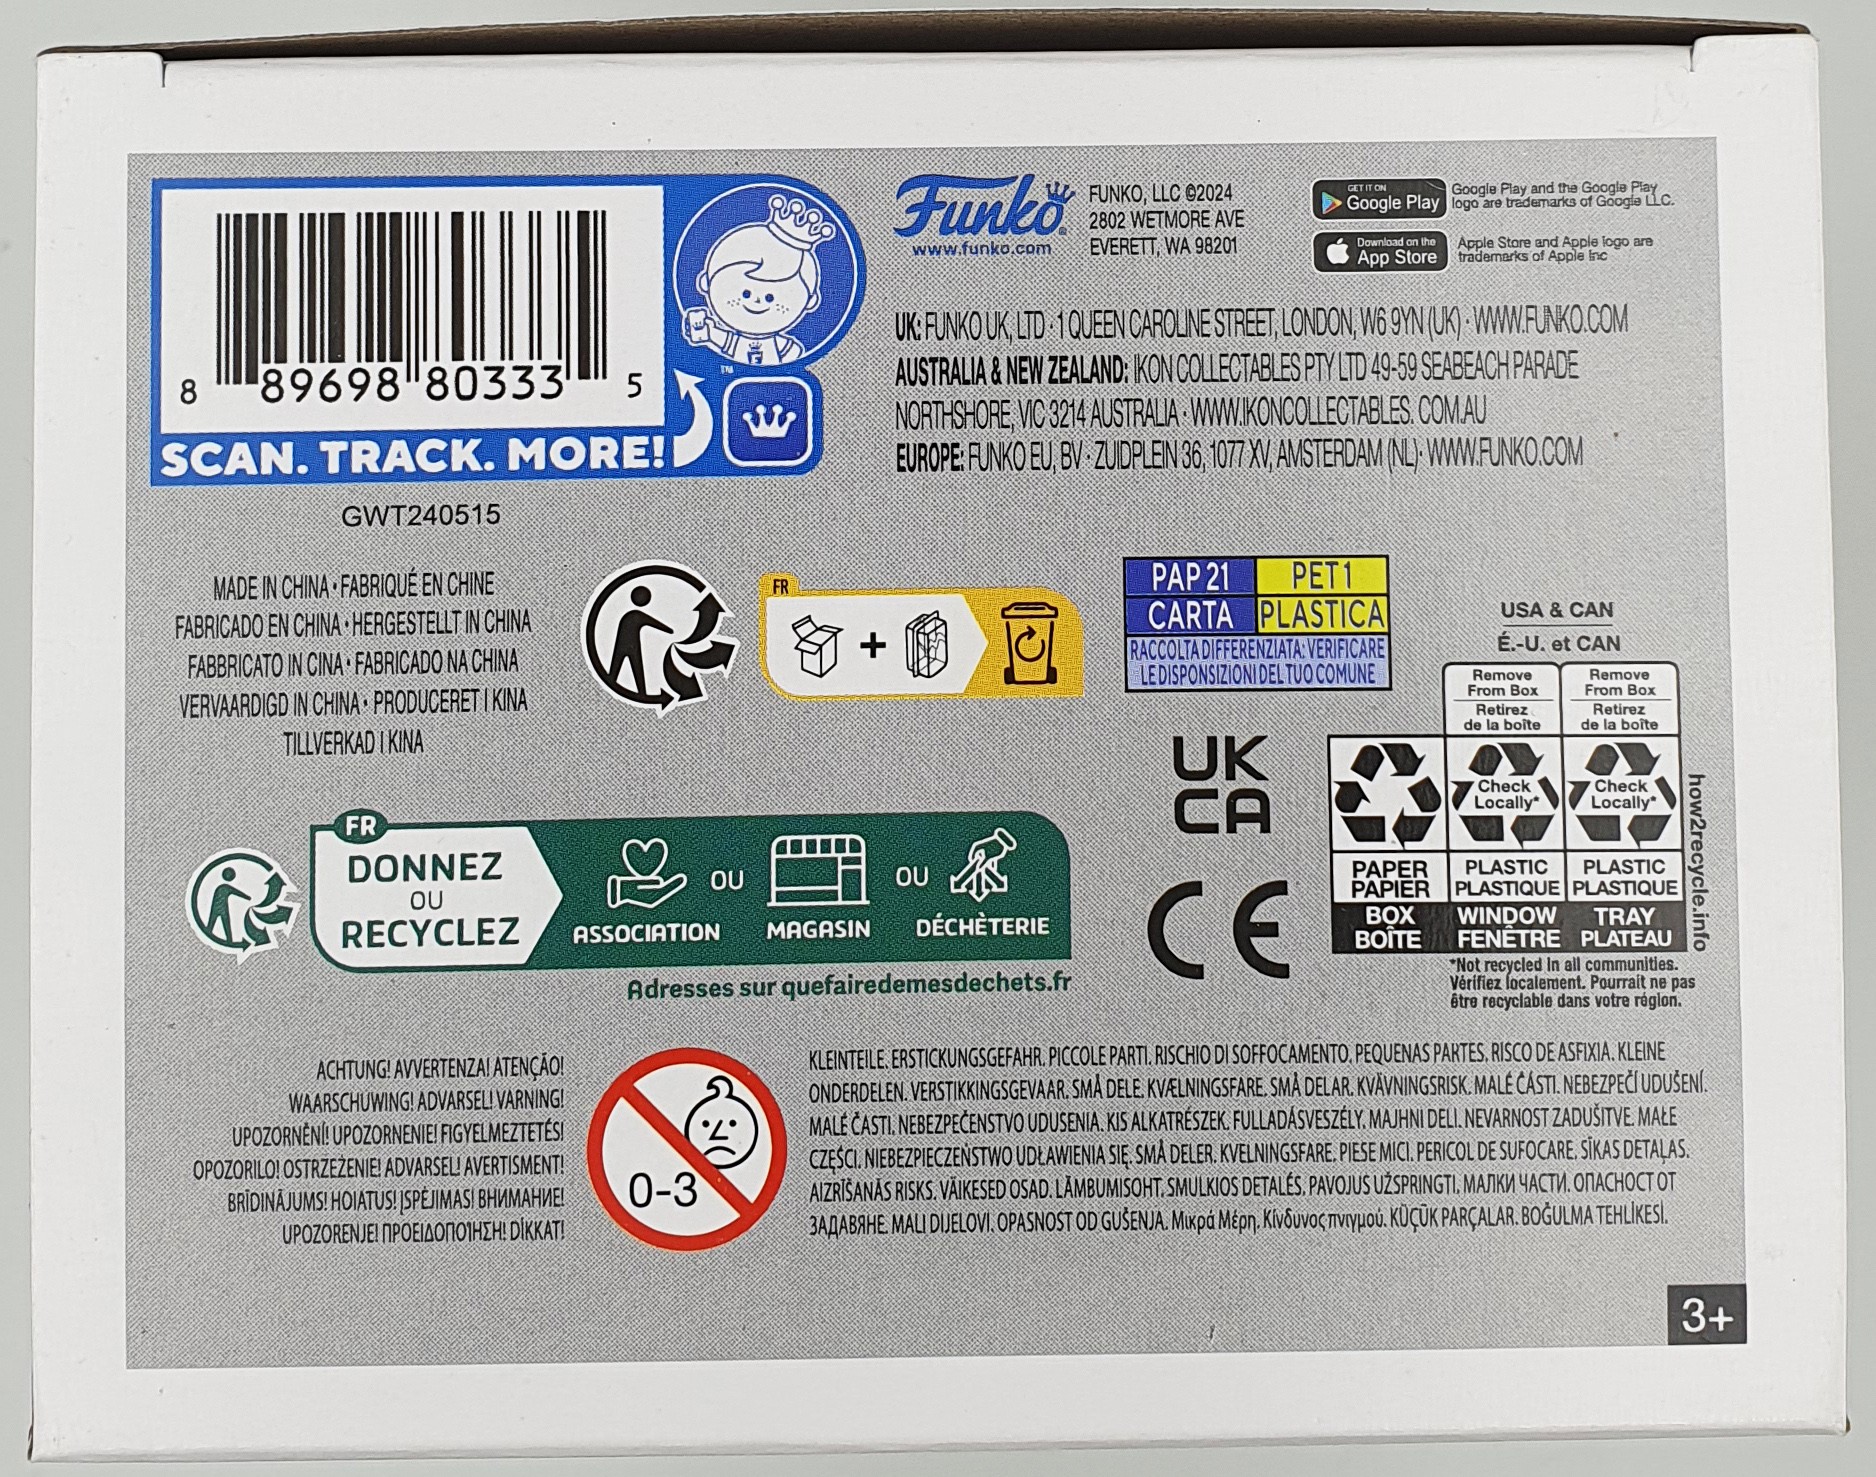 8 89698 80333 5
SCAN. TRACK. MORE!
GWT240515
Funko
www.funko.com
FUNKO, LLC ©2024
2802 WETMORE AVE
EVERETT, WA 98201
GET IT ON
Google Play
Google Play and the Google Play
logo are trademarks of Google LLC.
Download on the
App Store
Apple Store and Apple logo are
trademarks of Apple Inc
UK: FUNKO UK, LTD · 1 QUEEN CAROLINE STREET, LONDON, W6 9YN (UK) · WWW.FUNKO.COM
AUSTRALIA & NEW ZEALAND: IKON COLLECTABLES PTY LTD 49-59 SEABEACH PARADE
NORTHSHORE, VIC 3214 AUSTRALIA · WWW.IKONCOLLECTABLES. COM.AU
EUROPE: FUNKO EU, BV · ZUIDPLEIN 36, 1077 XV, AMSTERDAM (NL)· WWW.FUNKO.COM
MADE IN CHINA • FABRIQUÉ EN CHINE
FABRICADO EN CHINA • HERGESTELLT IN CHINA
FABBRICATO IN CINA • FABRICADO NA CHINA
VERVAARDIGD IN CHINA • PRODUCERET I KINA
TILLVERKAD I KINA
FR
+
PAP 21
CARTA
PET 1
PLASTICA
RACCOLTA DIFFERENZIATA: VERIFICARE
LE DISPONSIZIONI DEL TUO COMUNE
USA & CAN
É.-U. et CAN
Remove
From Box
Retirez
de la boîte
Remove
From Box
Retirez
de la boîte
Check
Locally*
Check
Locally*
PAPER
PAPIER
BOX
BOÎTE
PLASTIC
PLASTIQUE
WINDOW
FENÊTRE
PLASTIC
PLASTIQUE
TRAY
PLATEAU
how2recycle.info
*Not recycled in all communities.
Vérifiez localement. Pourrait ne pas
être recyclable dans votre région.
UK
CA
CE
FR
DONNEZ
OU
RECYCLEZ
ASSOCIATION
OU
MAGASIN
OU
DÉCHÈTERIE
Adresses sur quefairedemesdechets.fr
ACHTUNG! AVVERTENZA! ATENÇÃO!
WAARSCHUWING! ADVARSEL! VARNING!
UPOZORNĚNÍ! UPOZORNENIE! FIGYELMEZTETÉS!
OPOZORILO! OSTRZEŻENIE! ADVARSEL! AVERTISMENT!
BRĪDINĀJUMS! HOIATUS! ĮSPĖJIMAS! ВНИМАНИЕ!
UPOZORENJE! ΠΡΟΕΙΔΟΠΟΊΗΣΗ! DİKKAT!
0-3
KLEINTEILE. ERSTICKUNGSGEFAHR. PICCOLE PARTI. RISCHIO DI SOFFOCAMENTO. PEQUENAS PARTES. RISCO DE ASFIXIA. KLEINE
ONDERDELEN. VERSTIKKINGSGEVAAR. SMÅ DELE. KVÆLNINGSFARE. SMÅ DELAR. KVÄVNINGSRISK. MALÉ ČÁSTI. NEBEZPEČÍ UDUŠENÍ.
MALÉ ČASTI. NEBEZPEČENSTVO UDUSENIA. KIS ALKATRÉSZEK. FULLADÁSVESZÉLY. MAJHNI DELI. NEVARNOST ZADUŠITVE. MAŁE
CZĘŚCI. NIEBEZPIECZEŃSTWO UDŁAWIENIA SIĘ. SMÅ DELER. KVELNINGSFARE. PIESE MICI. PERICOL DE SUFOCARE. SĪKAS DETAĻAS.
AIZRĪŠANĀS RISKS. VÄIKESED OSAD. LÄMBUMISOHT. SMULKIOS DETALĖS. PAVOJUS UŽSPRINGTI. МАЛКИ ЧАСТИ. ОПАСНОСТ ОТ
ЗАДАВЯНЕ. MALI DIJELOVI. OPASNOST OD GUŠENJA. Μικρά Μέρη. Κίνδυνος πνιγμού. KÜÇÜK PARÇALAR. BOĞULMA TEHLİKESİ.
3+